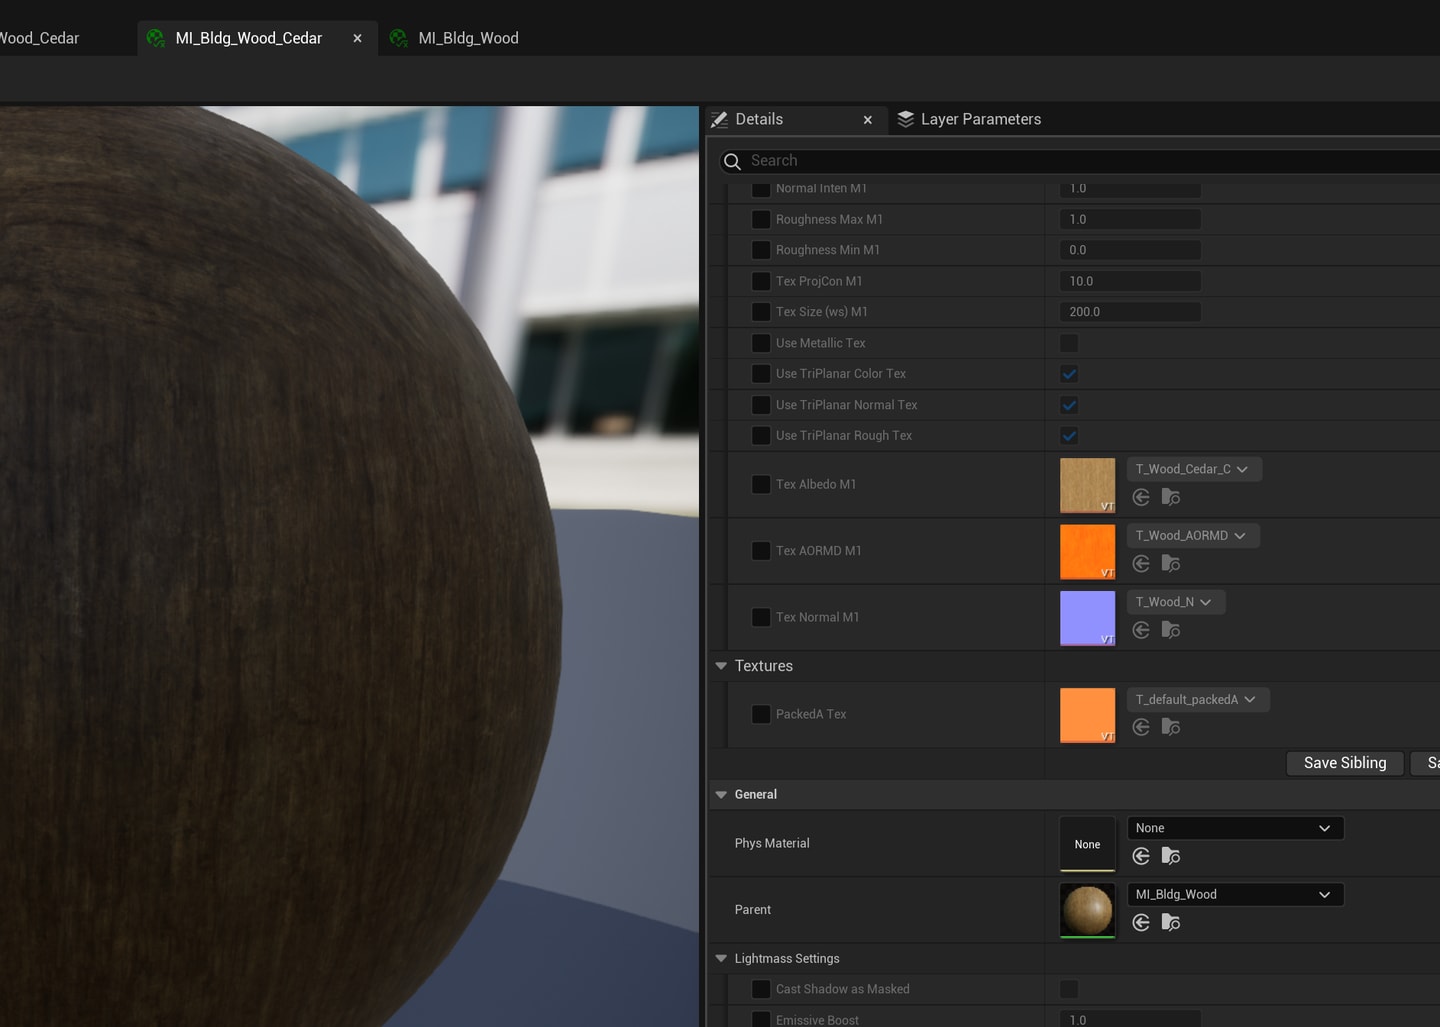 Wood_Cedar
MI_Bldg_Wood_Cedar
MI_Bldg_Wood
Details
Layer Parameters
Search
Normal Inten M1
1.0
Roughness Max M1
1.0
Roughness Min M1
0.0
Tex ProjCon M1
10.0
Tex Size (ws) M1
200.0
Use Metallic Tex
Use TriPlanar Color Tex
Use TriPlanar Normal Tex
Use TriPlanar Rough Tex
Tex Albedo M1
VT
T_Wood_Cedar_C
Tex AORMD M1
VT
T_Wood_AORMD
Tex Normal M1
VT
T_Wood_N
Textures
PackedA Tex
VT
T_default_packedA
Save Sibling
Sa
General
Phys Material
None
None
Parent
MI_Bldg_Wood
Lightmass Settings
Cast Shadow as Masked
Emissive Boost
1.0